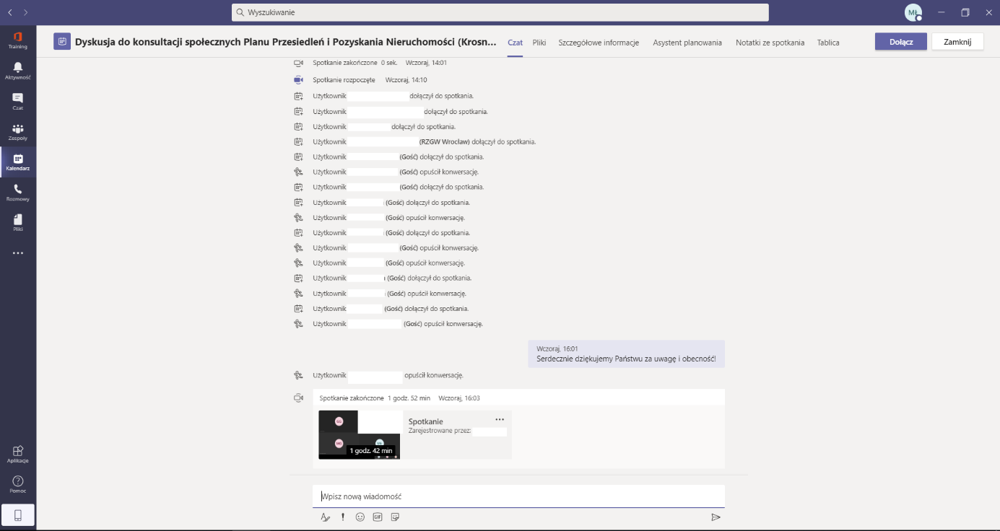 Wyszukiwanie
MŁ
Training
Aktywność
Czat
Zespoły
Kalendarz
Rozmowy
Pliki
Aplikacje
Pomoc
Dyskusja do konsultacji społecznych Planu Przesiedleń i Pozyskania Nieruchomości (Krosn...
Czat Pliki Szczegółowe informacje Asystent planowania Notatki ze spotkania Tablica
Dołącz
Zamknij
Spotkanie zakończone 0 sek. Wczoraj, 14:01
Spotkanie rozpoczęte Wczoraj, 14:10
Użytkownik dołączył do spotkania.
Użytkownik dołączył do spotkania.
Użytkownik dołączył do spotkania.
Użytkownik (RZGW Wrocław) dołączył do spotkania.
Użytkownik (Gość) dołączył do spotkania.
Użytkownik (Gość) opuścił konwersację.
Użytkownik (Gość) dołączył do spotkania.
Użytkownik (Gość) dołączył do spotkania.
Użytkownik (Gość) opuścił konwersację.
Użytkownik (Gość) dołączył do spotkania.
Użytkownik (Gość) opuścił konwersację.
Użytkownik (Gość) opuścił konwersację.
Użytkownik (Gość) dołączył do spotkania.
Użytkownik (Gość) opuścił konwersację.
Użytkownik (Gość) dołączył do spotkania.
Użytkownik (Gość) opuścił konwersację.
Wczoraj, 16:01
Serdecznie dziękujemy Państwu za uwagę i obecność!
Użytkownik opuścił konwersację.
Spotkanie zakończone 1 godz. 52 min Wczoraj, 16:03
Spotkanie
Zarejestrowane przez:
1 godz. 42 min
Wpisz nową wiadomość
GIF